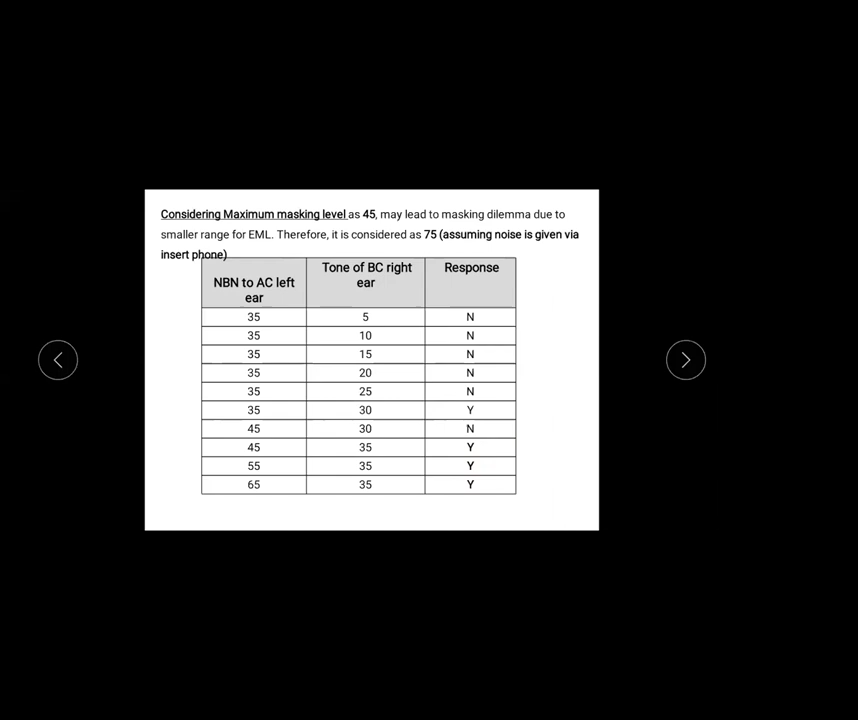 Considering Maximum masking level as 45, may lead to masking dilemma due to
smaller range for EML. Therefore, it is considered as 75 (assuming noise is given via
insert phone)
NBN to AC left ear Tone of BC right ear Response
35 5 N
35 10 N
35 15 N
35 20 N
35 25 N
35 30 Y
45 30 N
45 35 Y
55 35 Y
65 35 Y